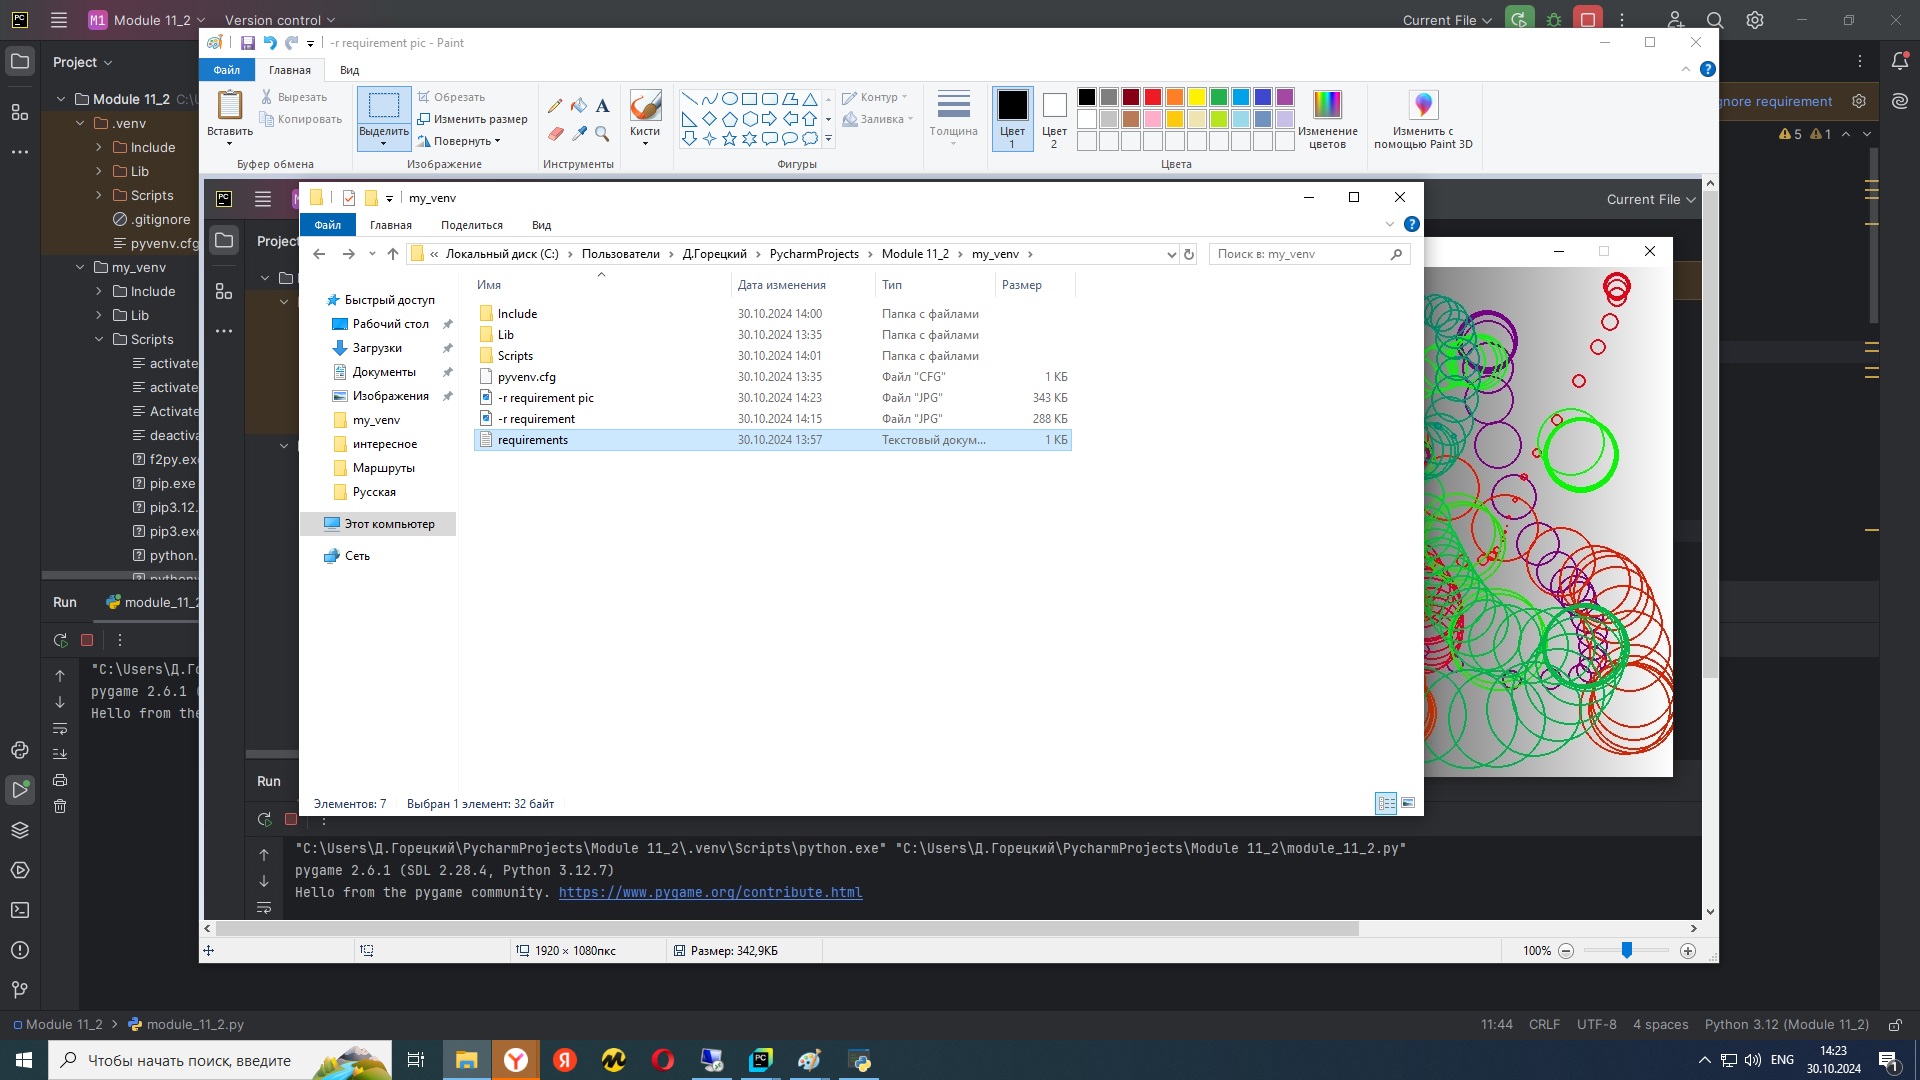 PC
M1 Module 11_2
Version control
Current File
-r requirement pic - Paint
Файл
Главная
Вид
Вставить
Вырезать
Копировать
Буфер обмена
Выделить
Обрезать
Изменить размер
Повернуть
Изображение
A
Инструменты
Кисти
Контур
Заливка
Фигуры
Толщина
Цвет
1
Цвет
2
Изменение
цветов
Цвета
Изменить с
помощью Paint 3D
gnore requirement
5
1
Project
Module 11_2 C:\U
.venv
Include
Lib
Scripts
.gitignore
pyvenv.cfg
my_venv
Include
Lib
Scripts
activate
activate
Activate
deactiva
f2py.exe
pip.exe
pip3.12.
pip3.exe
python.
pythonw
PC
Project
Current File
my_venv
Файл
Главная
Поделиться
Вид
« Локальный диск (C:) > Пользователи > Д.Горецкий > PycharmProjects > Module 11_2 > my_venv >
Поиск в: my_venv
Имя Дата изменения Тип Размер
Include 30.10.2024 14:00 Папка с файлами
Lib 30.10.2024 13:35 Папка с файлами
Scripts 30.10.2024 14:01 Папка с файлами
pyvenv.cfg 30.10.2024 13:35 Файл "CFG" 1 КБ
-r requirement pic 30.10.2024 14:23 Файл "JPG" 343 КБ
-r requirement 30.10.2024 14:15 Файл "JPG" 288 КБ
requirements 30.10.2024 13:57 Текстовый докум... 1 КБ
Быстрый доступ
Рабочий стол
Загрузки
Документы
Изображения
my_venv
интересное
Маршруты
Русская
Этот компьютер
Сеть
Элементов: 7
Выбран 1 элемент: 32 байт
Run
module_11_2
"C:\Users\Д.Го
pygame 2.6.1 (
Hello from the
Run
"C:\Users\Д.Горецкий\PycharmProjects\Module 11_2\.venv\Scripts\python.exe" "C:\Users\Д.Горецкий\PycharmProjects\Module 11_2\module_11_2.py"
pygame 2.6.1 (SDL 2.28.4, Python 3.12.7)
Hello from the pygame community. https://www.pygame.org/contribute.html
1920 × 1080пкс
Размер: 342,9КБ
100%
Module 11_2 > module_11_2.py
11:44 CRLF UTF-8 4 spaces Python 3.12 (Module 11_2)
Чтобы начать поиск, введите
Y
Я
PC
ENG
14:23
30.10.2024
1